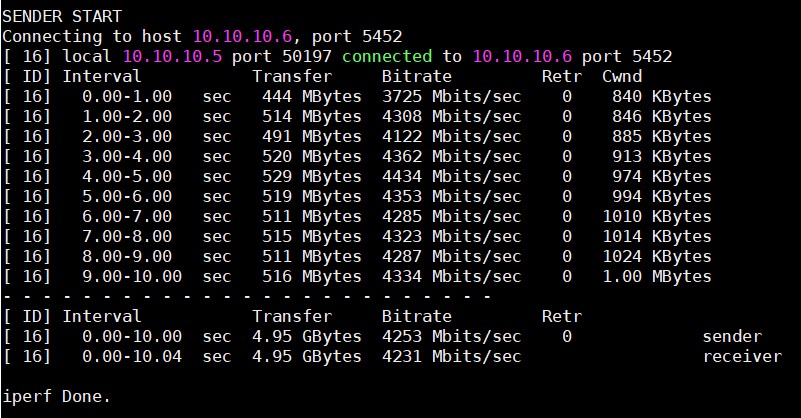 SENDER START
Connecting to host 10.10.10.6, port 5452
[ 16] local 10.10.10.5 port 50197 connected to 10.10.10.6 port 5452
[ ID] Interval           Transfer     Bitrate         Retr  Cwnd
[ 16]   0.00-1.00   sec   444 MBytes  3725 Mbits/sec    0    840 KBytes
[ 16]   1.00-2.00   sec   514 MBytes  4308 Mbits/sec    0    846 KBytes
[ 16]   2.00-3.00   sec   491 MBytes  4122 Mbits/sec    0    885 KBytes
[ 16]   3.00-4.00   sec   520 MBytes  4362 Mbits/sec    0    913 KBytes
[ 16]   4.00-5.00   sec   529 MBytes  4434 Mbits/sec    0    974 KBytes
[ 16]   5.00-6.00   sec   519 MBytes  4353 Mbits/sec    0    994 KBytes
[ 16]   6.00-7.00   sec   511 MBytes  4285 Mbits/sec    0   1010 KBytes
[ 16]   7.00-8.00   sec   515 MBytes  4323 Mbits/sec    0   1014 KBytes
[ 16]   8.00-9.00   sec   511 MBytes  4287 Mbits/sec    0   1024 KBytes
[ 16]   9.00-10.00  sec   516 MBytes  4334 Mbits/sec    0   1.00 MBytes
- - - - - - - - - - - - - - - - - - - - - - - - -
[ ID] Interval           Transfer     Bitrate         Retr
[ 16]   0.00-10.00  sec  4.95 GBytes  4253 Mbits/sec    0             sender
[ 16]   0.00-10.04  sec  4.95 GBytes  4231 Mbits/sec                  receiver
iperf Done.